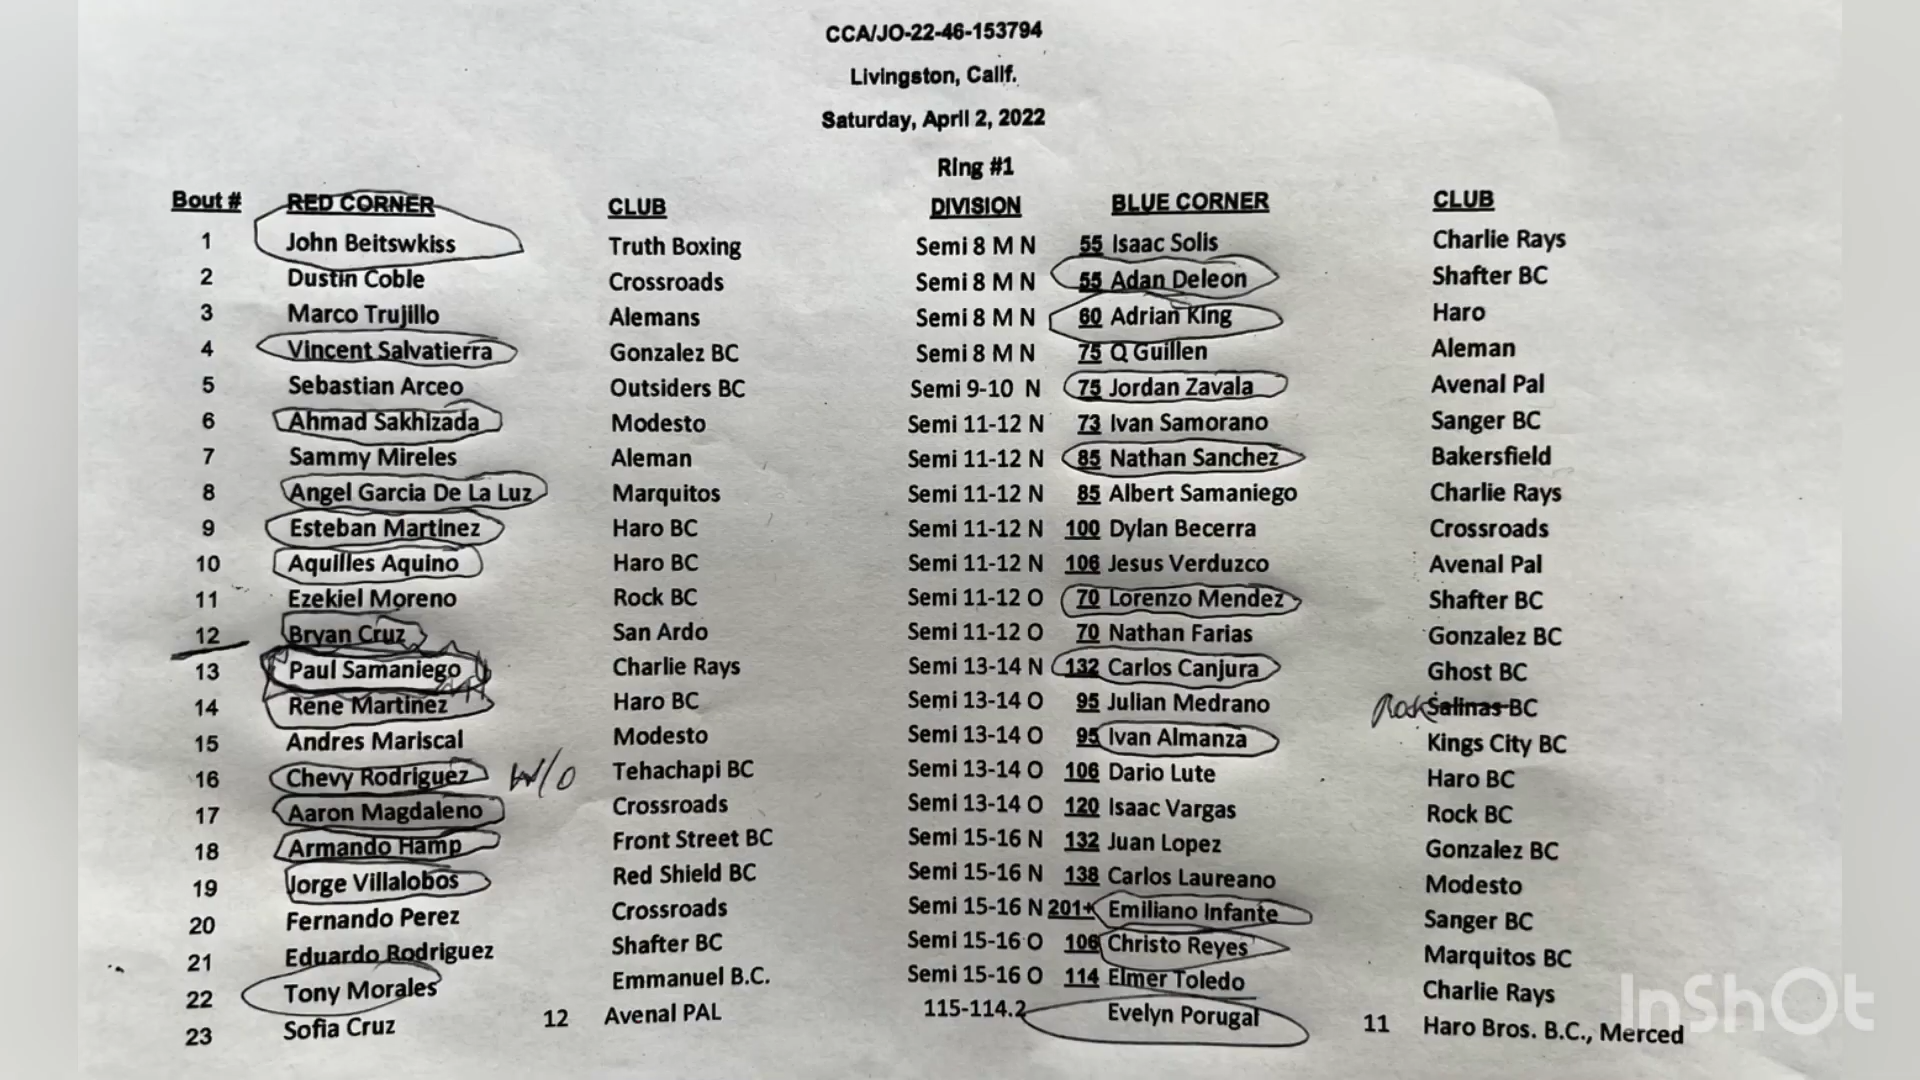 CCA/JO-22-46-153794
Livingston, Calif.
Saturday, April 2, 2022
Ring #1
Bout # RED CORNER CLUB DIVISION BLUE CORNER CLUB
1 John Beitswkiss Truth Boxing Semi 8 M N 55 Isaac Solis Charlie Rays
2 Dustin Coble Crossroads Semi 8 M N 55 Adan Deleon Shafter BC
3 Marco Trujillo Alemans Semi 8 M N 60 Adrian King Haro
4 Vincent Salvatierra Gonzalez BC Semi 8 M N 75 Q Guillen Aleman
5 Sebastian Arceo Outsiders BC Semi 9-10 N 75 Jordan Zavala Avenal Pal
6 Ahmad Sakhizada Modesto Semi 11-12 N 73 Ivan Samorano Sanger BC
7 Sammy Mireles Aleman Semi 11-12 N 85 Nathan Sanchez Bakersfield
8 Angel Garcia De La Luz Marquitos Semi 11-12 N 85 Albert Samaniego Charlie Rays
9 Esteban Martinez Haro BC Semi 11-12 N 100 Dylan Becerra Crossroads
10 Aquilles Aquino Haro BC Semi 11-12 N 106 Jesus Verduzco Avenal Pal
11 Ezekiel Moreno Rock BC Semi 11-12 O 70 Lorenzo Mendez Shafter BC
12 Bryan Cruz San Ardo Semi 11-12 O 70 Nathan Farias Gonzalez BC
13 Paul Samaniego Charlie Rays Semi 13-14 N 132 Carlos Canjura Ghost BC
14 Rene Martinez Haro BC Semi 13-14 O 95 Julian Medrano Rock Salinas BC
15 Andres Mariscal Modesto Semi 13-14 O 95 Ivan Almanza Kings City BC
16 Chevy Rodriguez W/O Tehachapi BC Semi 13-14 O 106 Dario Lute Haro BC
17 Aaron Magdaleno Crossroads Semi 13-14 O 120 Isaac Vargas Rock BC
18 Armando Hamp Front Street BC Semi 15-16 N 132 Juan Lopez Gonzalez BC
19 Jorge Villalobos Red Shield BC Semi 15-16 N 138 Carlos Laureano Modesto
20 Fernando Perez Crossroads Semi 15-16 N 201+ Emiliano Infante Sanger BC
21 Eduardo Rodriguez Shafter BC Semi 15-16 O 106 Christo Reyes Marquitos BC
22 Tony Morales Emmanuel B.C. Semi 15-16 O 114 Elmer Toledo Charlie Rays
23 Sofia Cruz 12 Avenal PAL 115-114.2 Evelyn Porugal 11 Haro Bros. B.C., Merced
InShOt